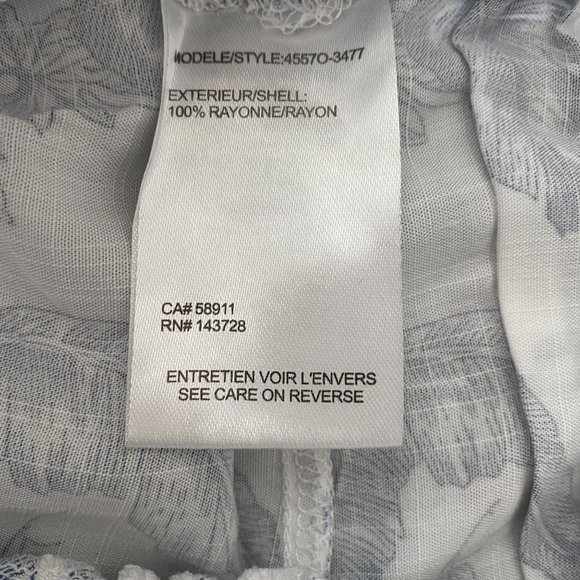 MODELE/STYLE:4557O-3477
EXTERIEUR/SHELL:
100% RAYONNE/RAYON
CA# 58911
RN# 143728
ENTRETIEN VOIR L'ENVERS
SEE CARE ON REVERSE